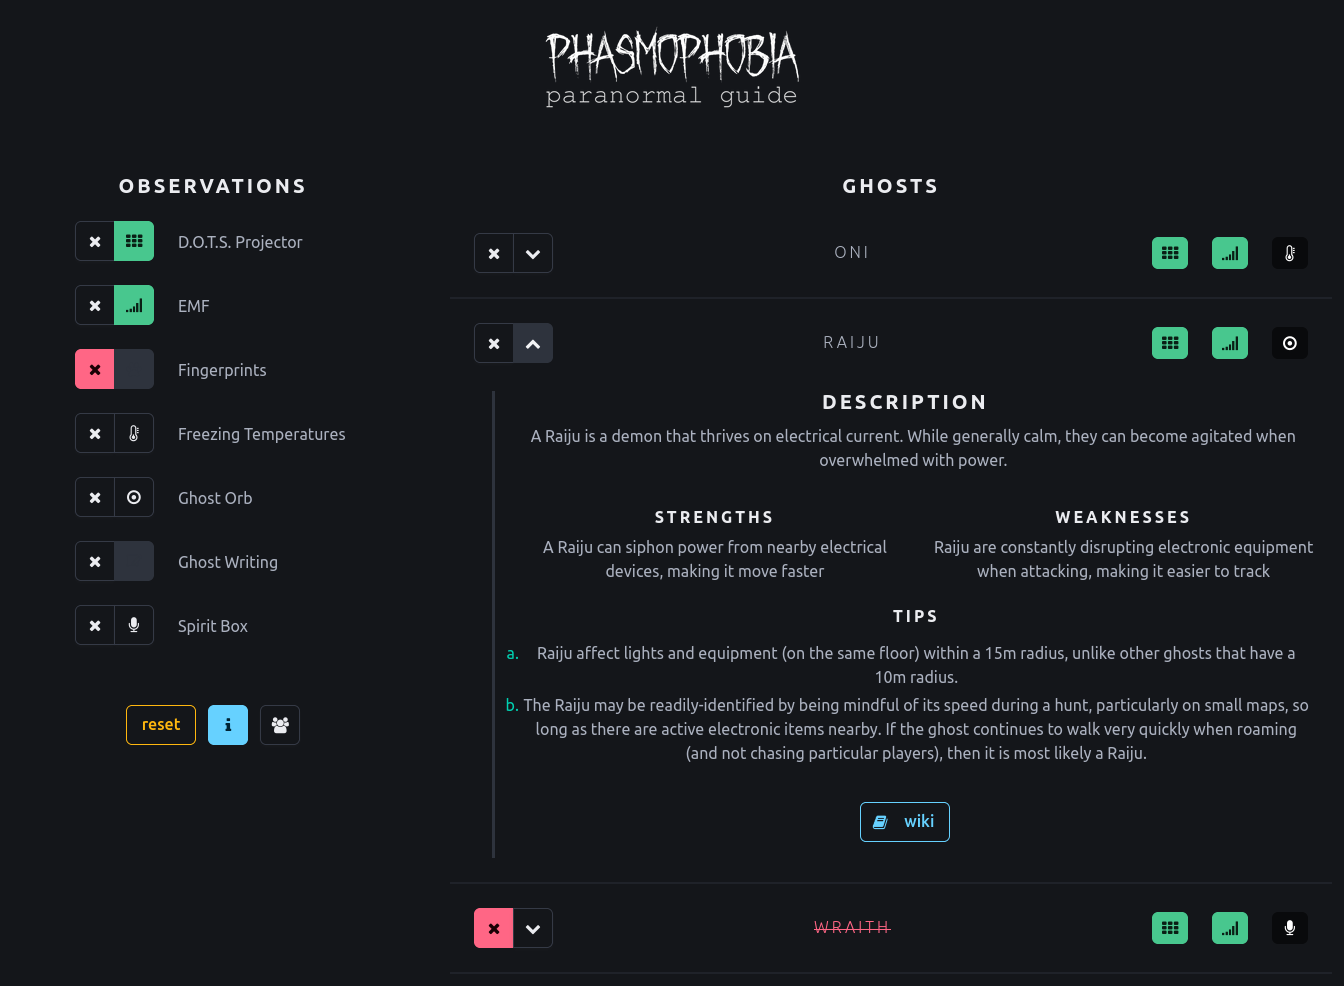 PHASMOPHOBIA
paranormal guide
OBSERVATIONS
D.O.T.S. Projector
EMF
Fingerprints
Freezing Temperatures
Ghost Orb
Ghost Writing
Spirit Box
reset
i
GHOSTS
ONI
RAIJU
DESCRIPTION
A Raiju is a demon that thrives on electrical current. While generally calm, they can become agitated when
overwhelmed with power.
STRENGTHS
A Raiju can siphon power from nearby electrical
devices, making it move faster
WEAKNESSES
Raiju are constantly disrupting electronic equipment
when attacking, making it easier to track
TIPS
a. Raiju affect lights and equipment (on the same floor) within a 15m radius, unlike other ghosts that have a
10m radius.
b. The Raiju may be readily-identified by being mindful of its speed during a hunt, particularly on small maps, so
long as there are active electronic items nearby. If the ghost continues to walk very quickly when roaming
(and not chasing particular players), then it is most likely a Raiju.
wiki
WRAITH